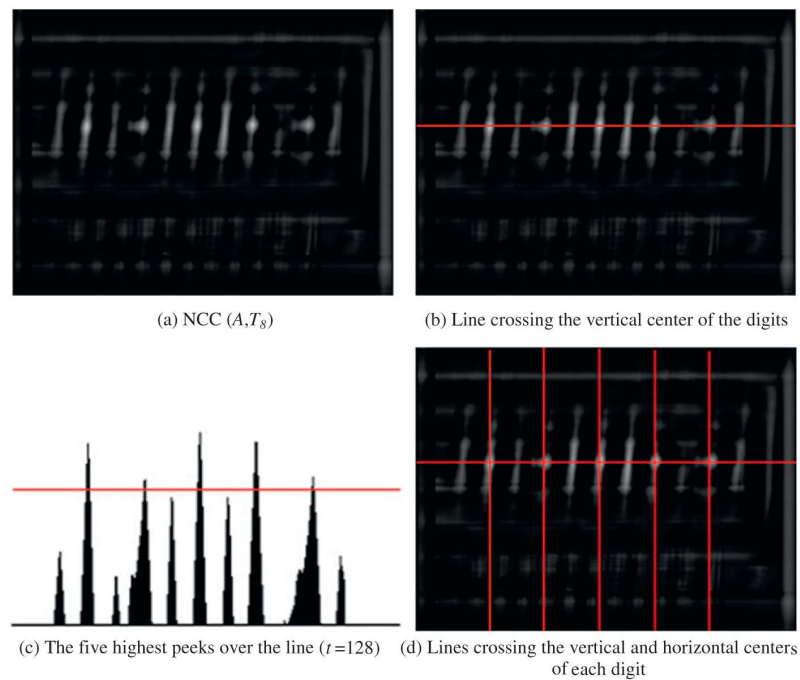 (a) NCC (A,T8)
(b) Line crossing the vertical center of the digits
(c) The five highest peeks over the line (t=128)
(d) Lines crossing the vertical and horizontal centers
of each digit